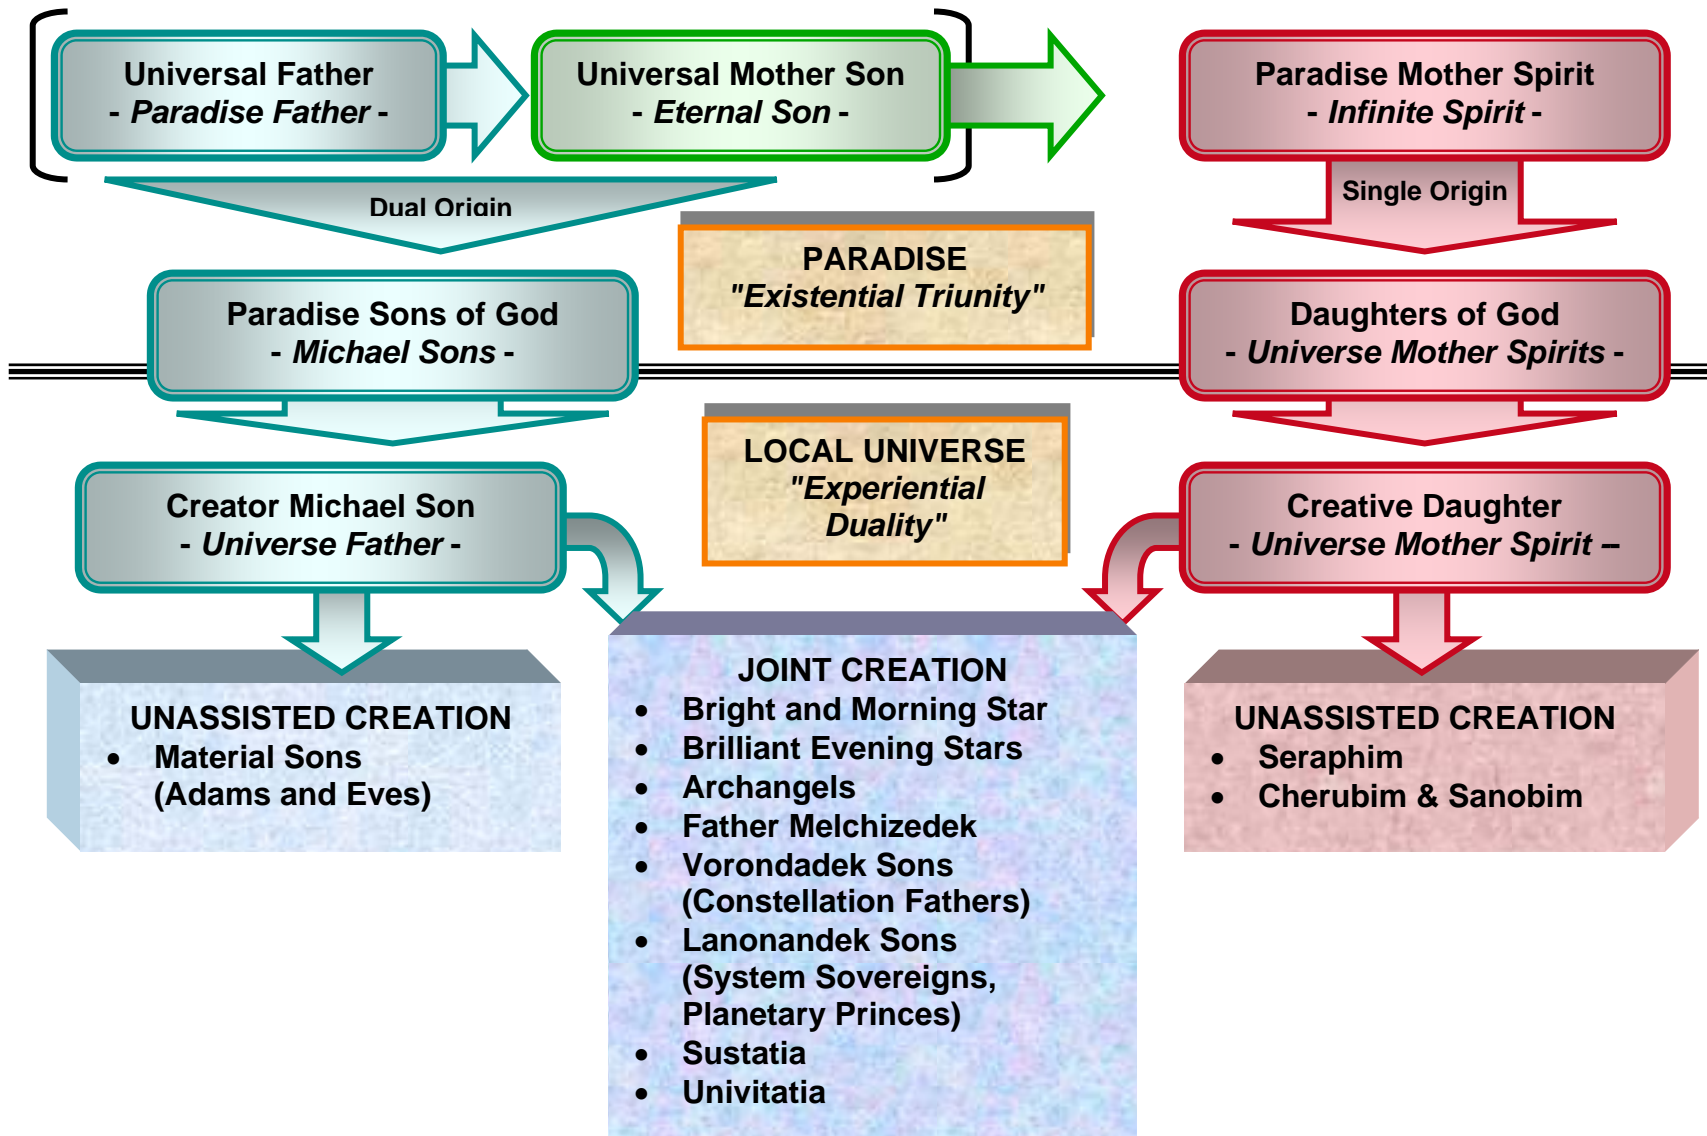 Universal Father
- Paradise Father -
Universal Mother Son
- Eternal Son -
Paradise Mother Spirit
- Infinite Spirit -
Dual Origin
Single Origin
PARADISE
"Existential Triunity"
Paradise Sons of God
- Michael Sons -
Daughters of God
- Universe Mother Spirits -
LOCAL UNIVERSE
"Experiential
Duality"
Creator Michael Son
- Universe Father -
Creative Daughter
- Universe Mother Spirit –
UNASSISTED CREATION
• Material Sons
(Adams and Eves)
JOINT CREATION
• Bright and Morning Star
• Brilliant Evening Stars
• Archangels
• Father Melchizedek
• Vorondadek Sons
(Constellation Fathers)
• Lanonandek Sons
(System Sovereigns,
Planetary Princes)
• Sustatia
• Univitatia
UNASSISTED CREATION
• Seraphim
• Cherubim & Sanobim